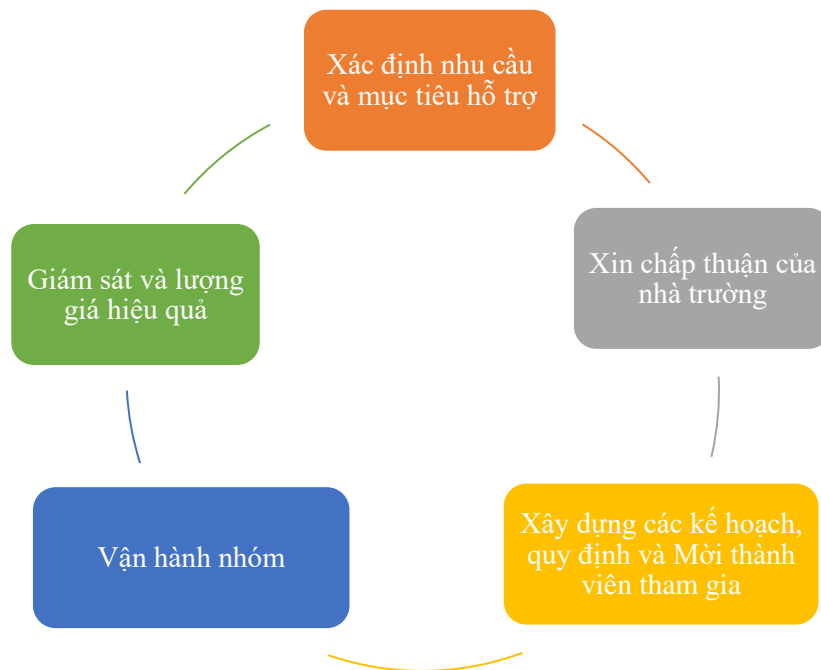 Xác định nhu cầu
và mục tiêu hỗ trợ
Xin chấp thuận của
nhà trường
Xây dựng các kế hoạch,
quy định và Mời thành
viên tham gia
Vận hành nhóm
Giám sát và lượng
giá hiệu quả